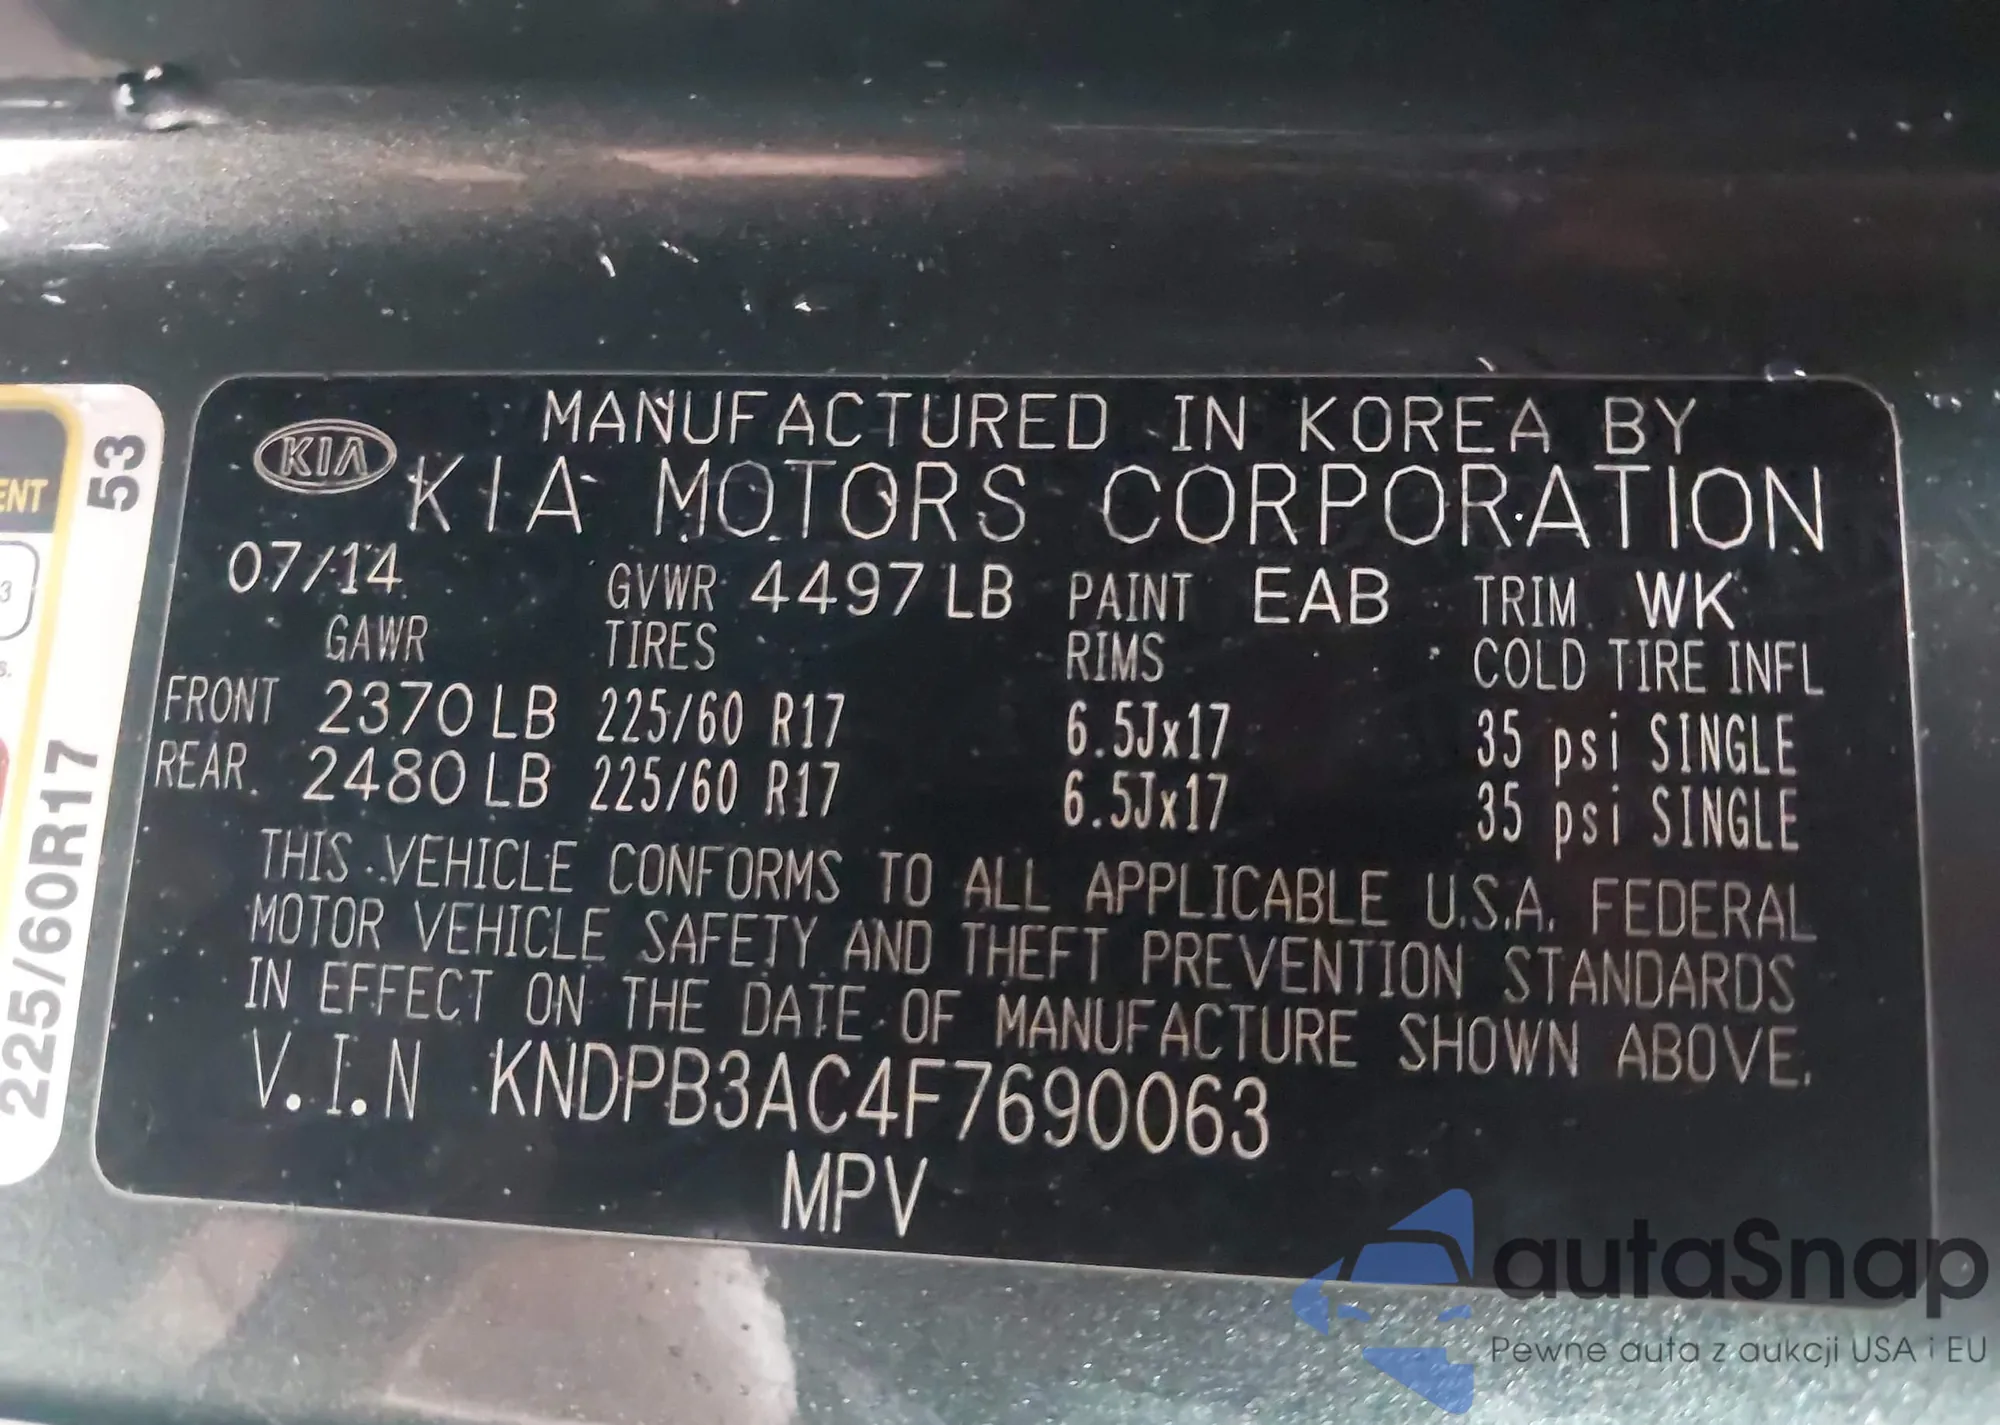 KIA
MANUFACTURED IN KOREA BY
KIA MOTORS CORPORATION
07/14 GVWR 4497 LB PAINT EAB TRIM WK
GAWR TIRES RIMS COLD TIRE INFL
FRONT 2370 LB 225/60 R17 6.5Jx17 35 psi SINGLE
REAR 2480 LB 225/60 R17 6.5Jx17 35 psi SINGLE
THIS VEHICLE CONFORMS TO ALL APPLICABLE U.S.A. FEDERAL
MOTOR VEHICLE SAFETY AND THEFT PREVENTION STANDARDS
IN EFFECT ON THE DATE OF MANUFACTURE SHOWN ABOVE.
V.I.N KNDPB3AC4F7690063
MPV
53
225/60R17
ENT
3
s.
autaSnap
Pewne auta z aukcji USA i EU